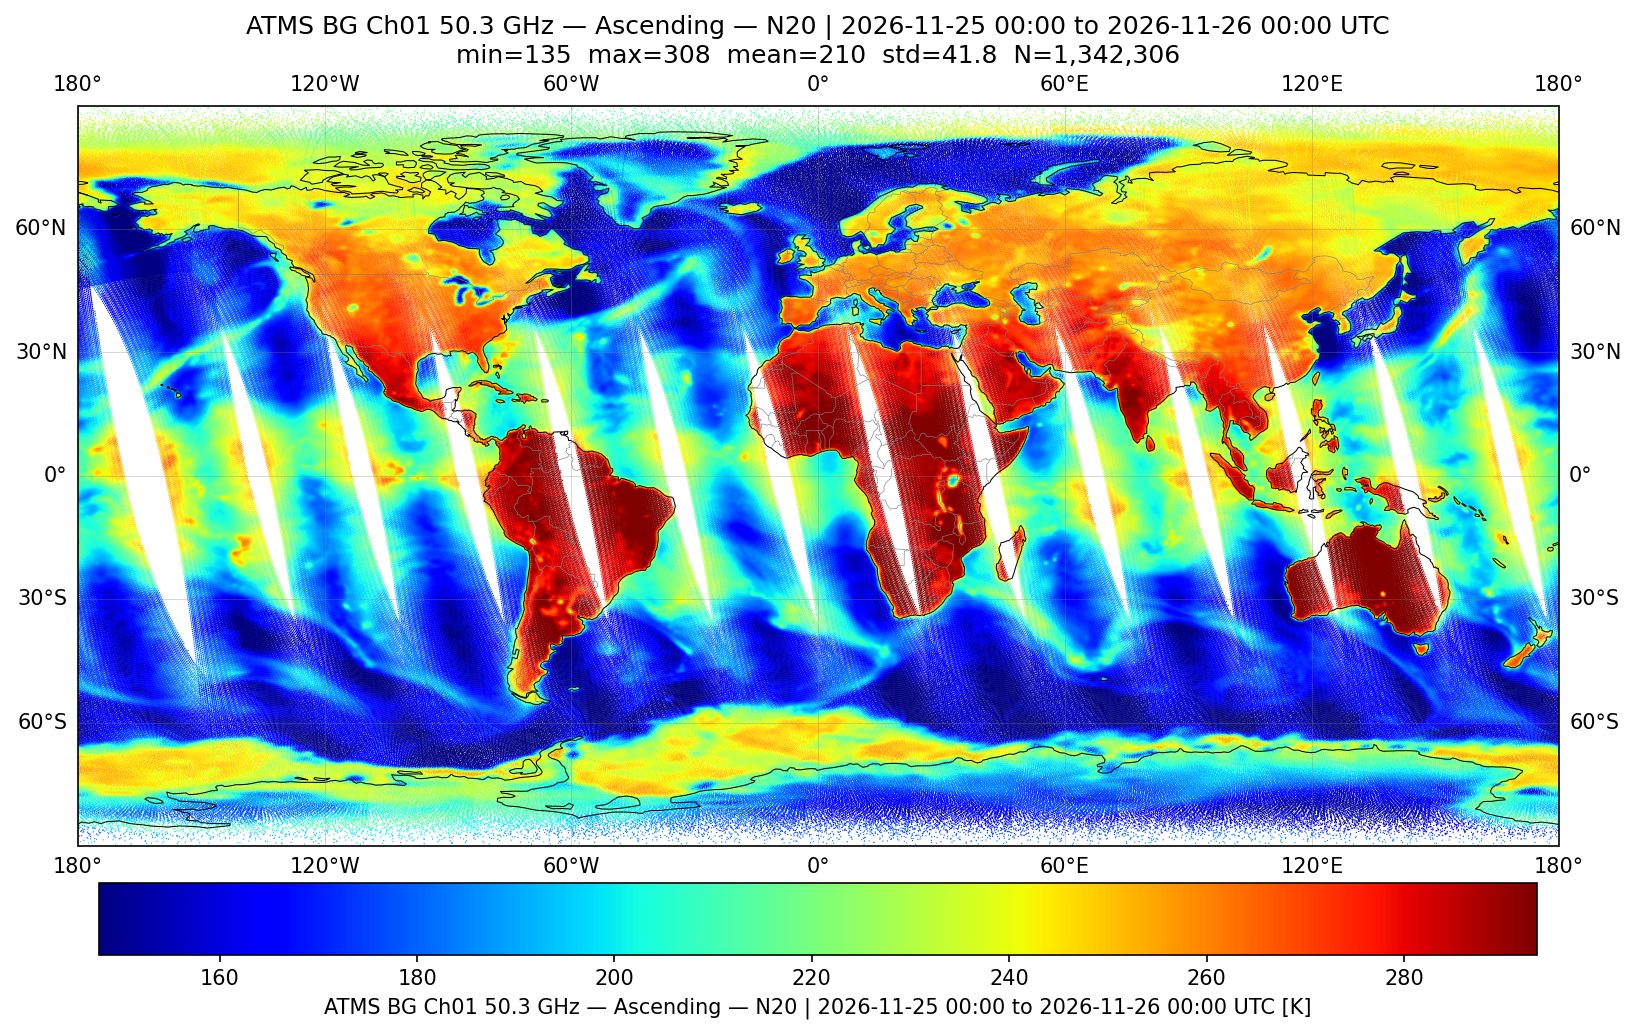 ATMS BG Ch01 50.3 GHz — Ascending — N20 | 2026-11-25 00:00 to 2026-11-26 00:00 UTC
min=135 max=308 mean=210 std=41.8 N=1,342,306
180° 120°W 60°W 0° 60°E 120°E 180°
60°N 60°N
30°N 30°N
0° 0°
30°S 30°S
60°S 60°S
180° 120°W 60°W 0° 60°E 120°E 180°
160 180 200 220 240 260 280
ATMS BG Ch01 50.3 GHz — Ascending — N20 | 2026-11-25 00:00 to 2026-11-26 00:00 UTC [K]